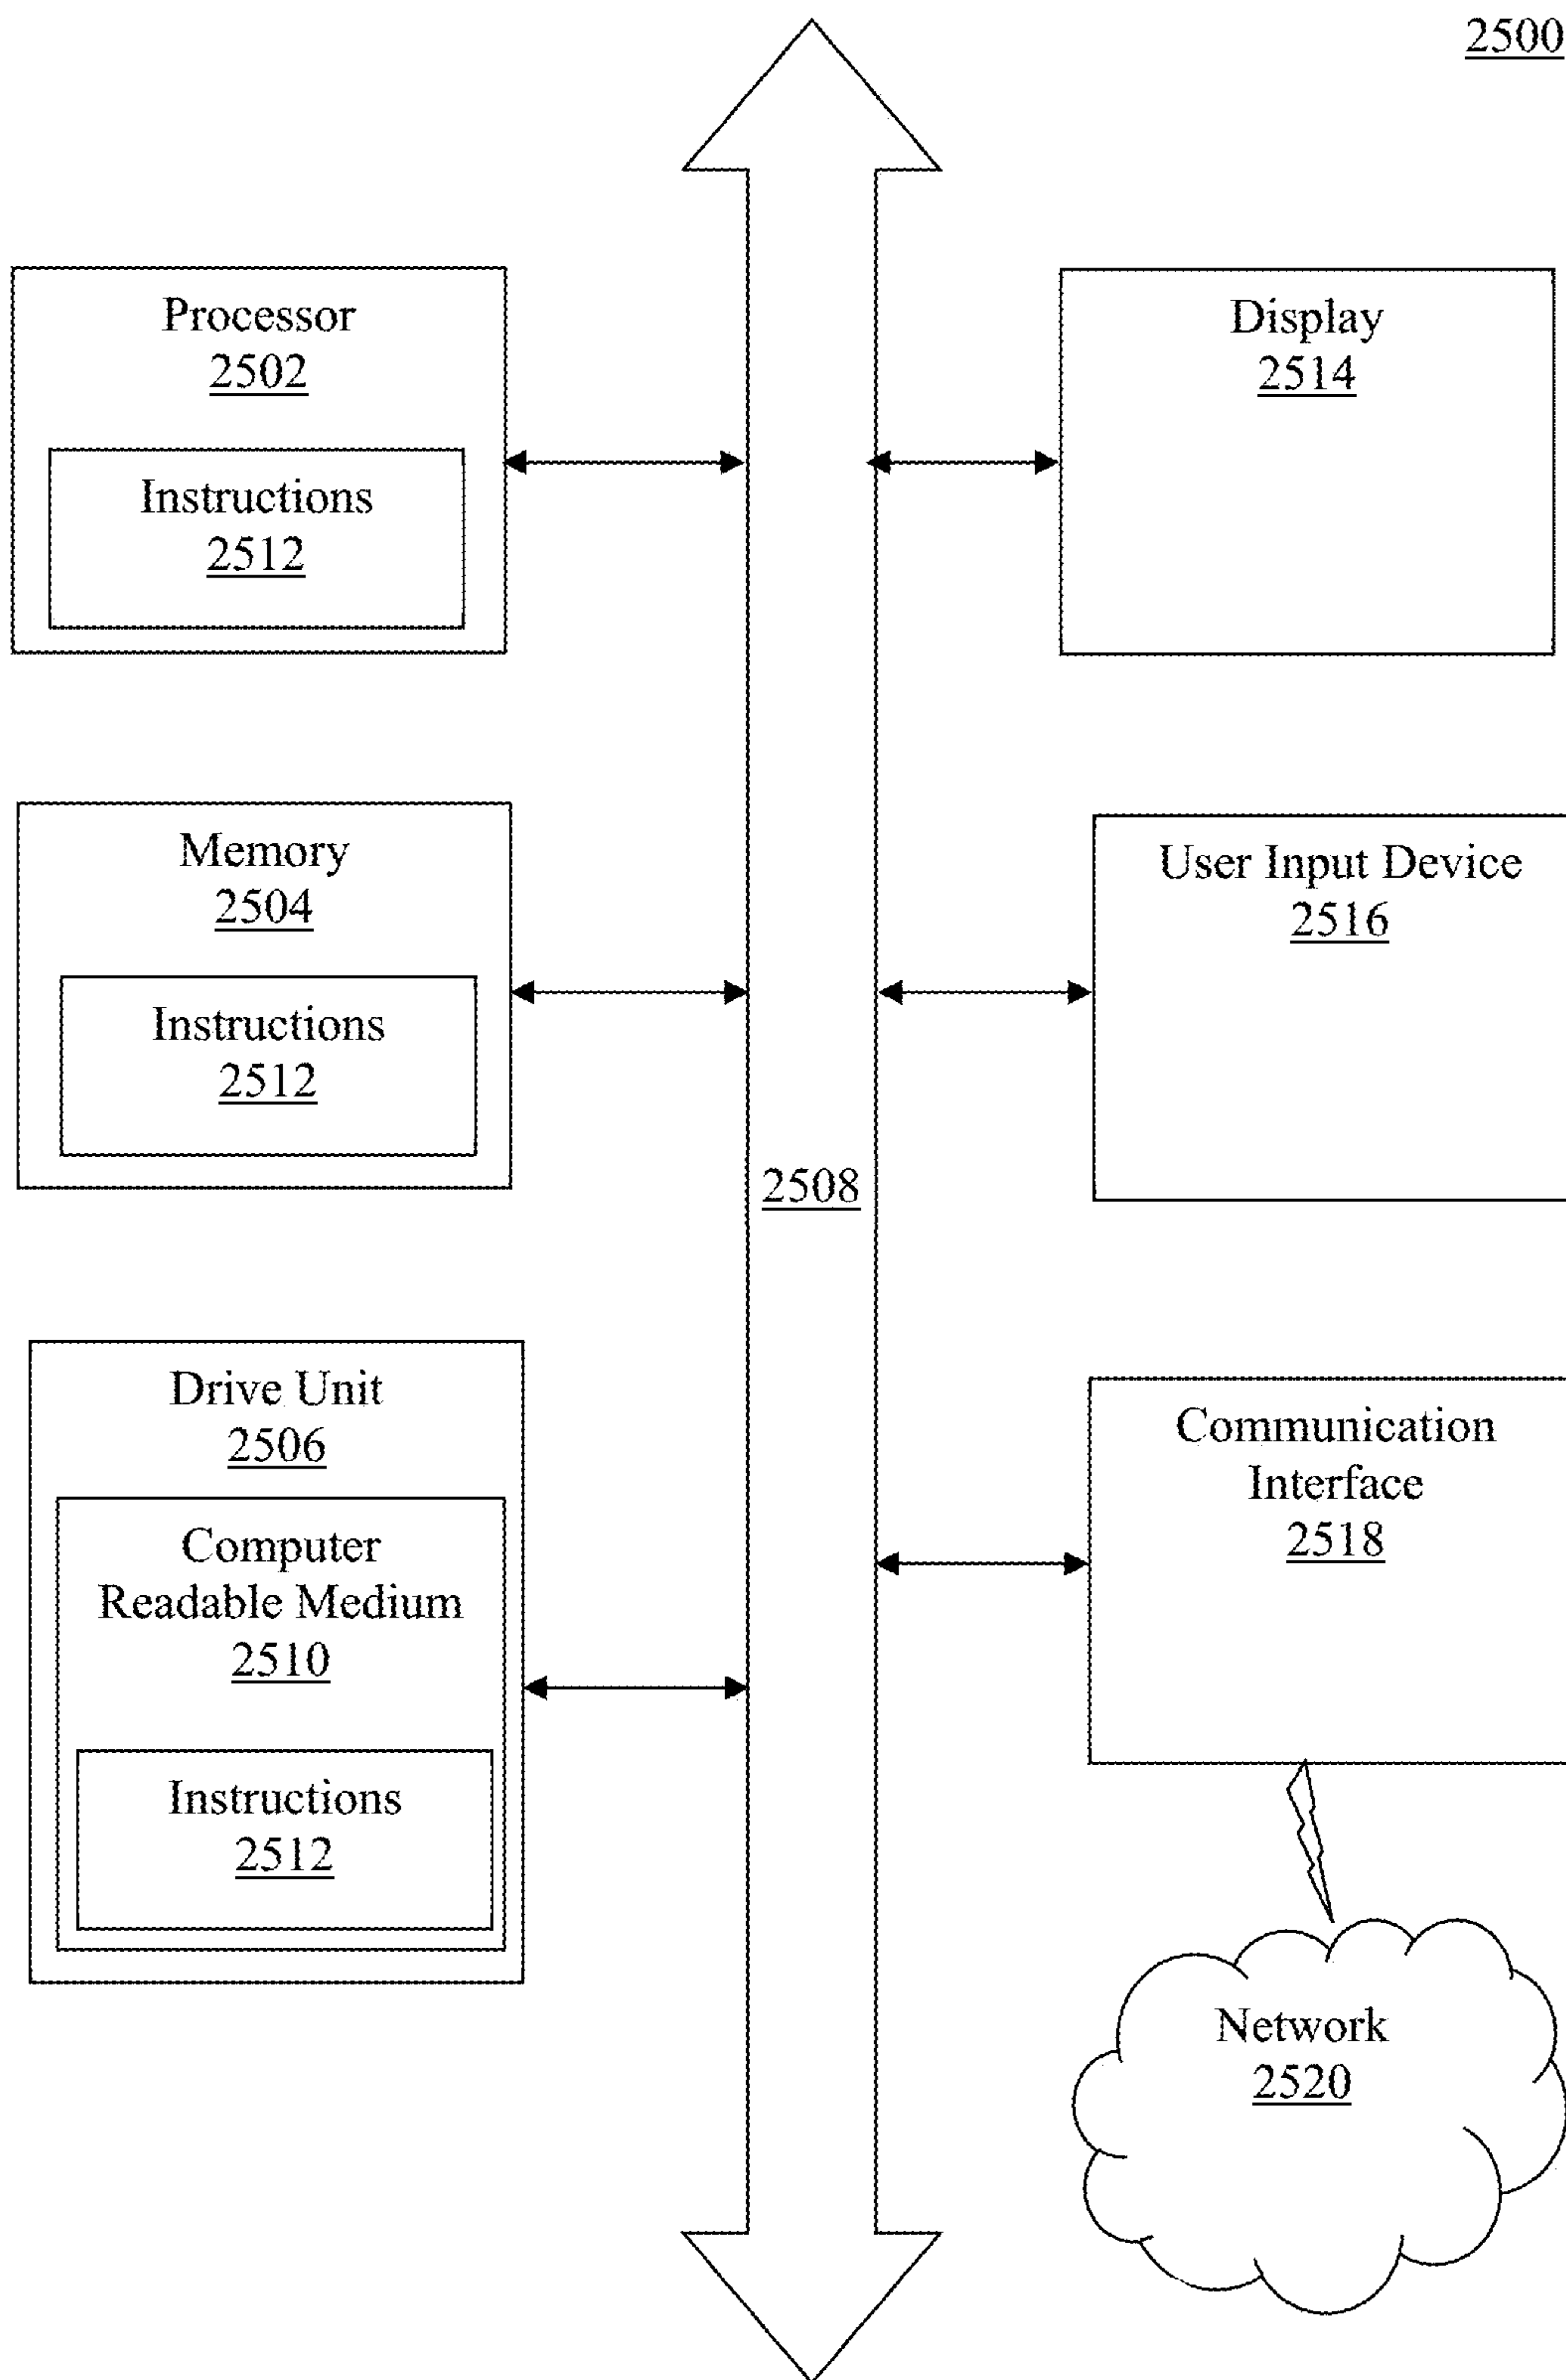 2500
Processor
2502
Instructions
2512
Memory
2504
Instructions
2512
Drive Unit
2506
Computer
Readable Medium
2510
Instructions
2512
2508
Display
2514
User Input Device
2516
Communication
Interface
2518
Network
2520